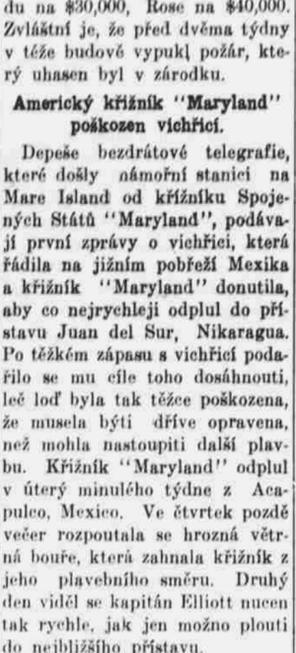 du na $30,000, Rose na $40,000.
Zvláštní je, že před dvěma týdny
v téže budově vypukl požár, kte-
rý uhasen byl v zárodku.
Americký křižník "Maryland"
poškozen vichřicí.
Depeše bezdrátové telegrafie,
které došly námořní stanici na
Mare Island od křížníku Spoje-
ných Států "Maryland", podáva-
jí první zprávy o vichřici, která
řádila na jižním pobřeží Mexika
a křižník "Maryland" donutila,
aby co nejrychleji odplul do pří-
stavu Juan del Sur, Nikaragua.
Po těžkém zápasu s vichřicí poda-
řilo se mu cíle toho dosáhnouti,
leč loď byla tak těžce poškozena,
že musela býti dříve opravena,
než mohla nastoupiti další plav-
bu. Křižník "Maryland" odplul
v úterý minulého týdne z Aca-
pulco, Mexico. Ve čtvrtek pozdě
večer rozpoutala se hrozná větr-
ná bouře, která zahnala křižník z
jeho plavebního směru. Druhý
den viděl se kapitán Elliott nucen
tak rychle, jak jen možno plouti
do nejbližšího přístavu.